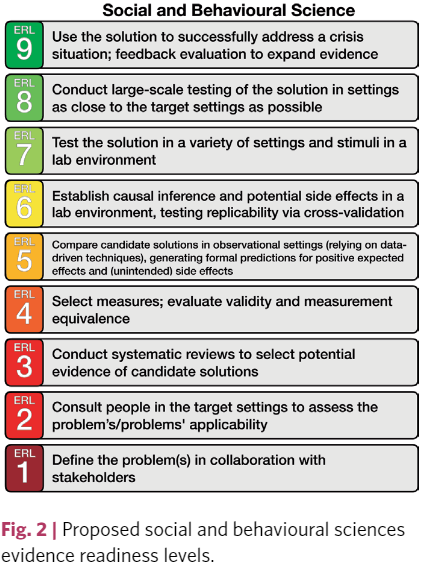 Social and Behavioural Science
ERL
9
Use the solution to successfully address a crisis
situation; feedback evaluation to expand evidence
ERL
8
Conduct large-scale testing of the solution in settings
as close to the target settings as possible
ERL
7
Test the solution in a variety of settings and stimuli in a
lab environment
ERL
6
Establish causal inference and potential side effects in a
lab environment, testing replicability via cross-validation
ERL
5
Compare candidate solutions in observational settings (relying on data-
driven techniques), generating formal predictions for positive expected
effects and (unintended) side effects
ERL
4
Select measures; evaluate validity and measurement
equivalence
ERL
3
Conduct systematic reviews to select potential
evidence of candidate solutions
ERL
2
Consult people in the target settings to assess the
problem's/problems' applicability
ERL
1
Define the problem(s) in collaboration with
stakeholders
Fig. 2 | Proposed social and behavioural sciences
evidence readiness levels.